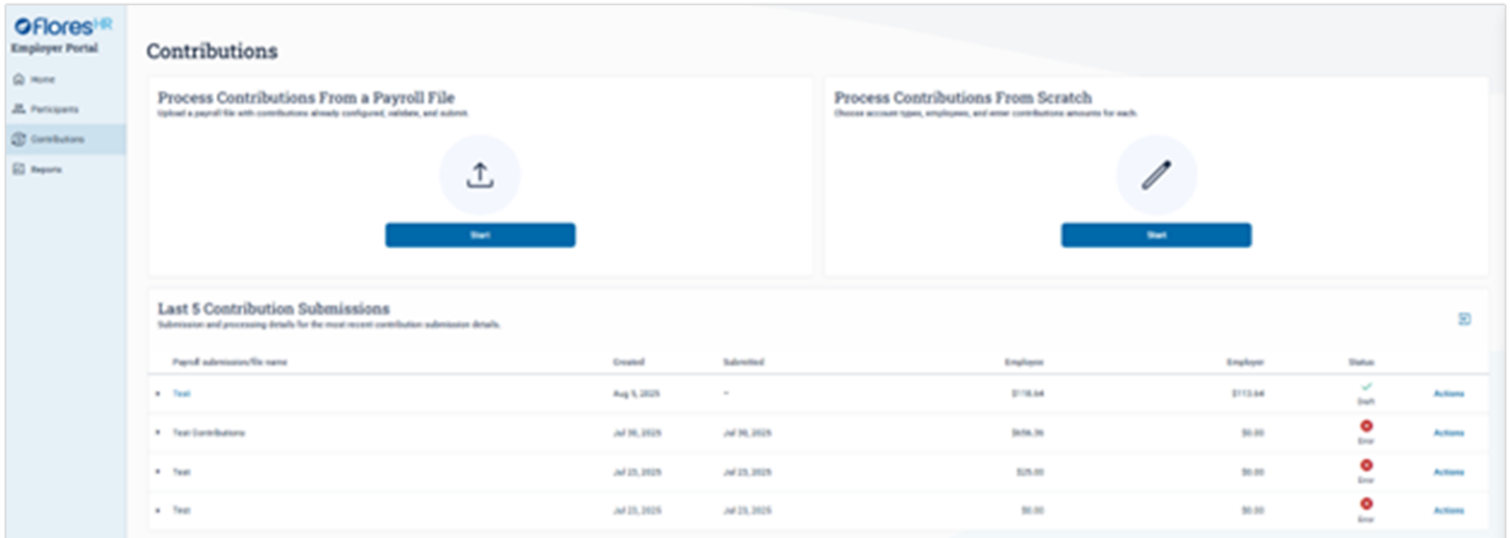 FloresHR
Employer Portal
Home
Participants
Contributions
Reports
Contributions
Process Contributions From a Payroll File
Upload a payroll file with contributions already configured, validate, and submit.
Start
Process Contributions From Scratch
Choose account types, employees, and enter contributions amounts for each.
Start
Last 5 Contribution Submissions
Submission and processing details for the most recent contribution submission details.
Payroll submission/file name Created Submitted Employee Employer Status
Test Aug 5, 2025 – $113.64 Draft Actions
Test Contributions Jul 30, 2025 Jul 30, 2025 $0.00 Error Actions
Test Jul 23, 2025 Jul 23, 2025 $25.00 $0.00 Error Actions
Test Jul 23, 2025 Jul 23, 2025 $0.00 $0.00 Error Actions